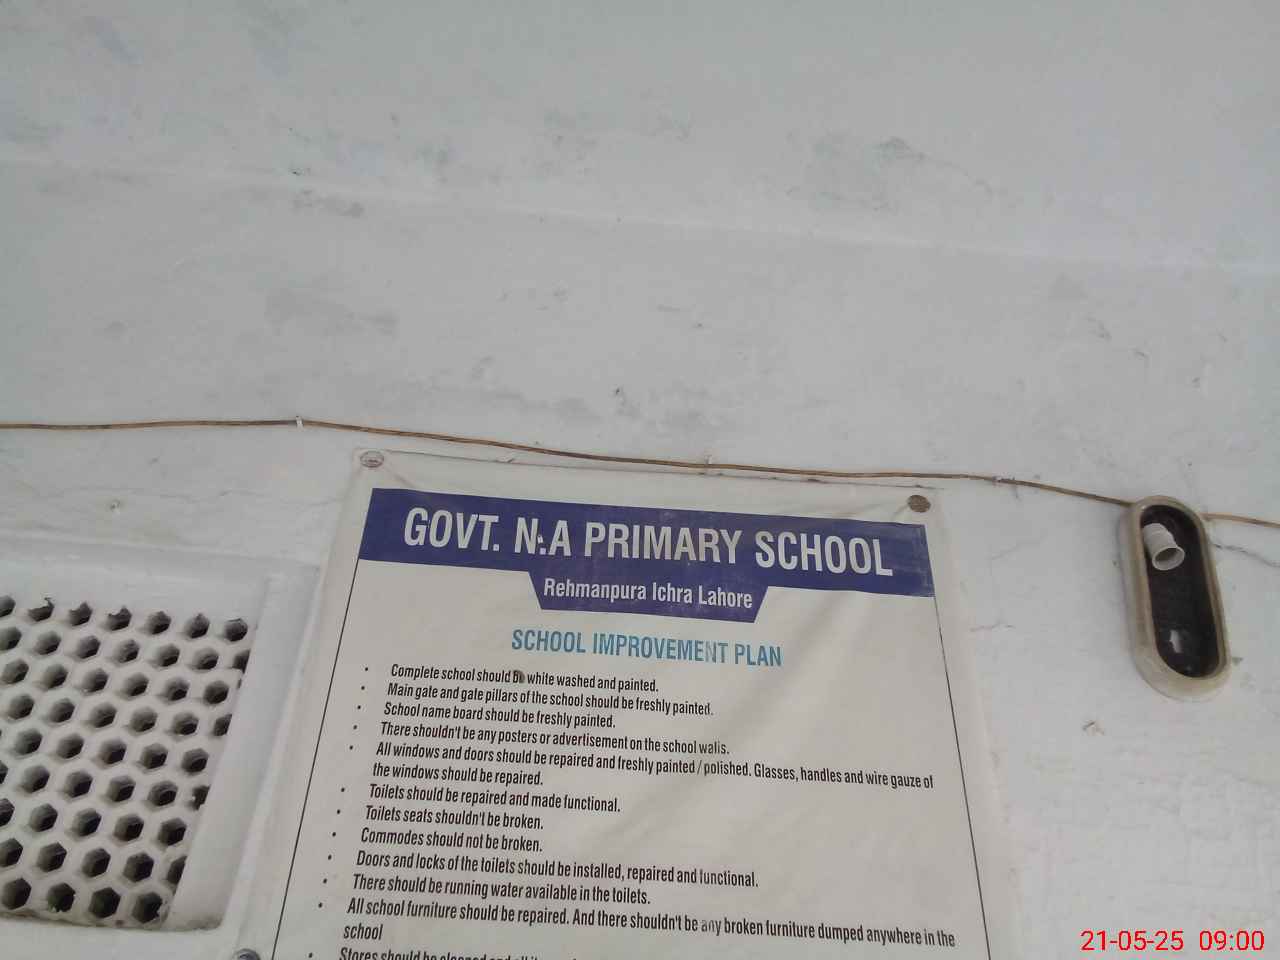 GOVT. N.A PRIMARY SCHOOL
Rehmanpura Ichra Lahore
SCHOOL IMPROVEMENT PLAN
• Complete school should be white washed and painted.
• Main gate and gate pillars of the school should be freshly painted.
• School name board should be freshly painted.
• There shouldn't be any posters or advertisement on the school walls.
• All windows and doors should be repaired and freshly painted / polished. Glasses, handles and wire gauze of
the windows should be repaired.
• Toilets should be repaired and made functional.
• Toilets seats shouldn't be broken.
• Commodes should not be broken.
• Doors and locks of the toilets should be installed, repaired and functional.
• There should be running water available in the toilets.
• All school furniture should be repaired. And there shouldn't be any broken furniture dumped anywhere in the
school
• Stores should be cleaned and all
21-05-25 09:00